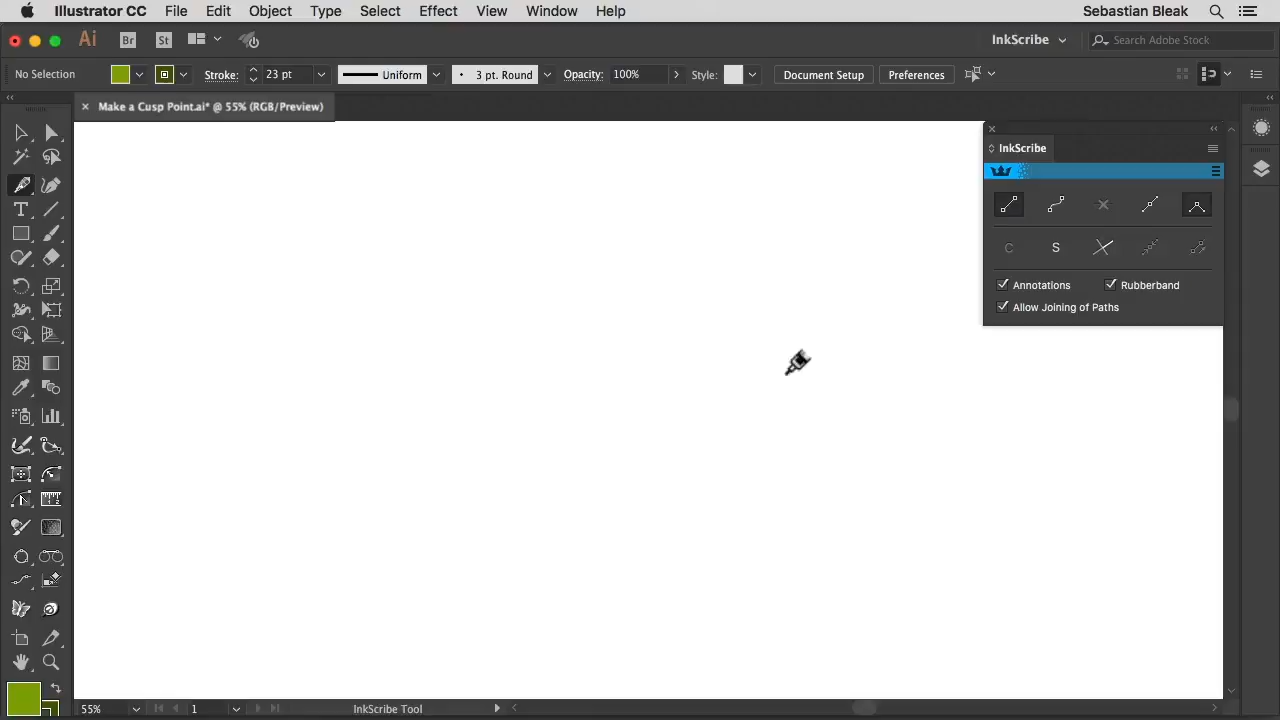 Illustrator CC File Edit Object Type Select Effect View Window Help Sebastian Bleak
Ai Br St InkScribe Search Adobe Stock
No Selection Stroke: 23 pt Uniform 3 pt. Round Opacity: 100% Style: Document Setup Preferences
Make a Cusp Point.ai* @ 55% (RGB/Preview)
InkScribe
C S
Annotations Rubberband
Allow Joining of Paths
55% 1 InkScribe Tool